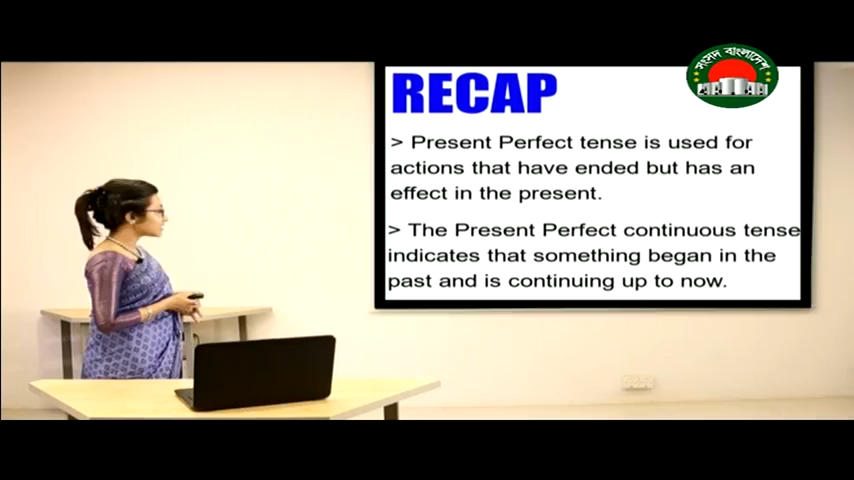 সংসদ বাংলাদেশ
RECAP
> Present Perfect tense is used for
actions that have ended but has an
effect in the present.
> The Present Perfect continuous tense
indicates that something began in the
past and is continuing up to now.